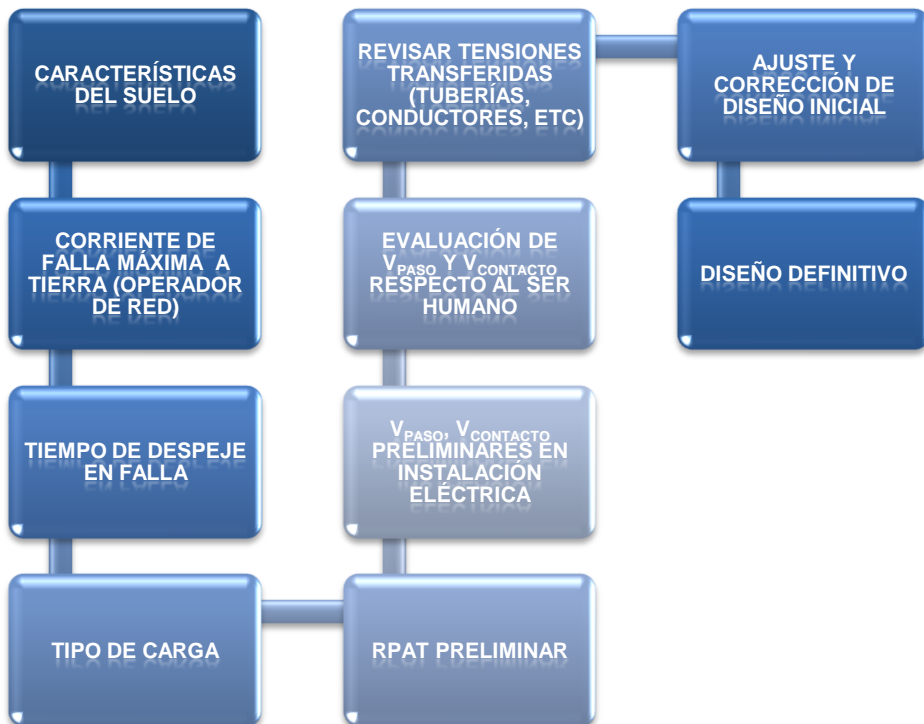 CARACTERÍSTICAS
DEL SUELO
CORRIENTE DE
FALLA MÁXIMA A
TIERRA (OPERADOR
DE RED)
TIEMPO DE DESPEJE
EN FALLA
TIPO DE CARGA
RPAT PRELIMINAR
VPASO, VCONTACTO
PRELIMINARES EN
INSTALACIÓN
ELÉCTRICA
EVALUACIÓN DE
VPASO Y VCONTACTO
RESPECTO AL SER
HUMANO
REVISAR TENSIONES
TRANSFERIDAS
(TUBERÍAS,
CONDUCTORES, ETC)
AJUSTE Y
CORRECCIÓN DE
DISEÑO INICIAL
DISEÑO DEFINITIVO